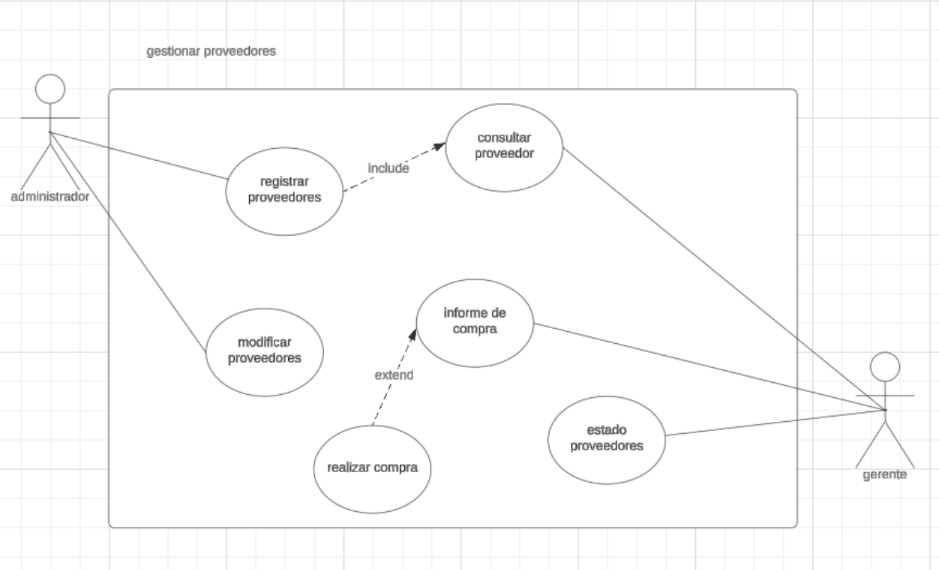 gestionar proveedores
administrador
registrar
proveedores
include
consultar
proveedor
modificar
proveedores
informe de
compra
extend
realizar compra
estado
proveedores
gerente